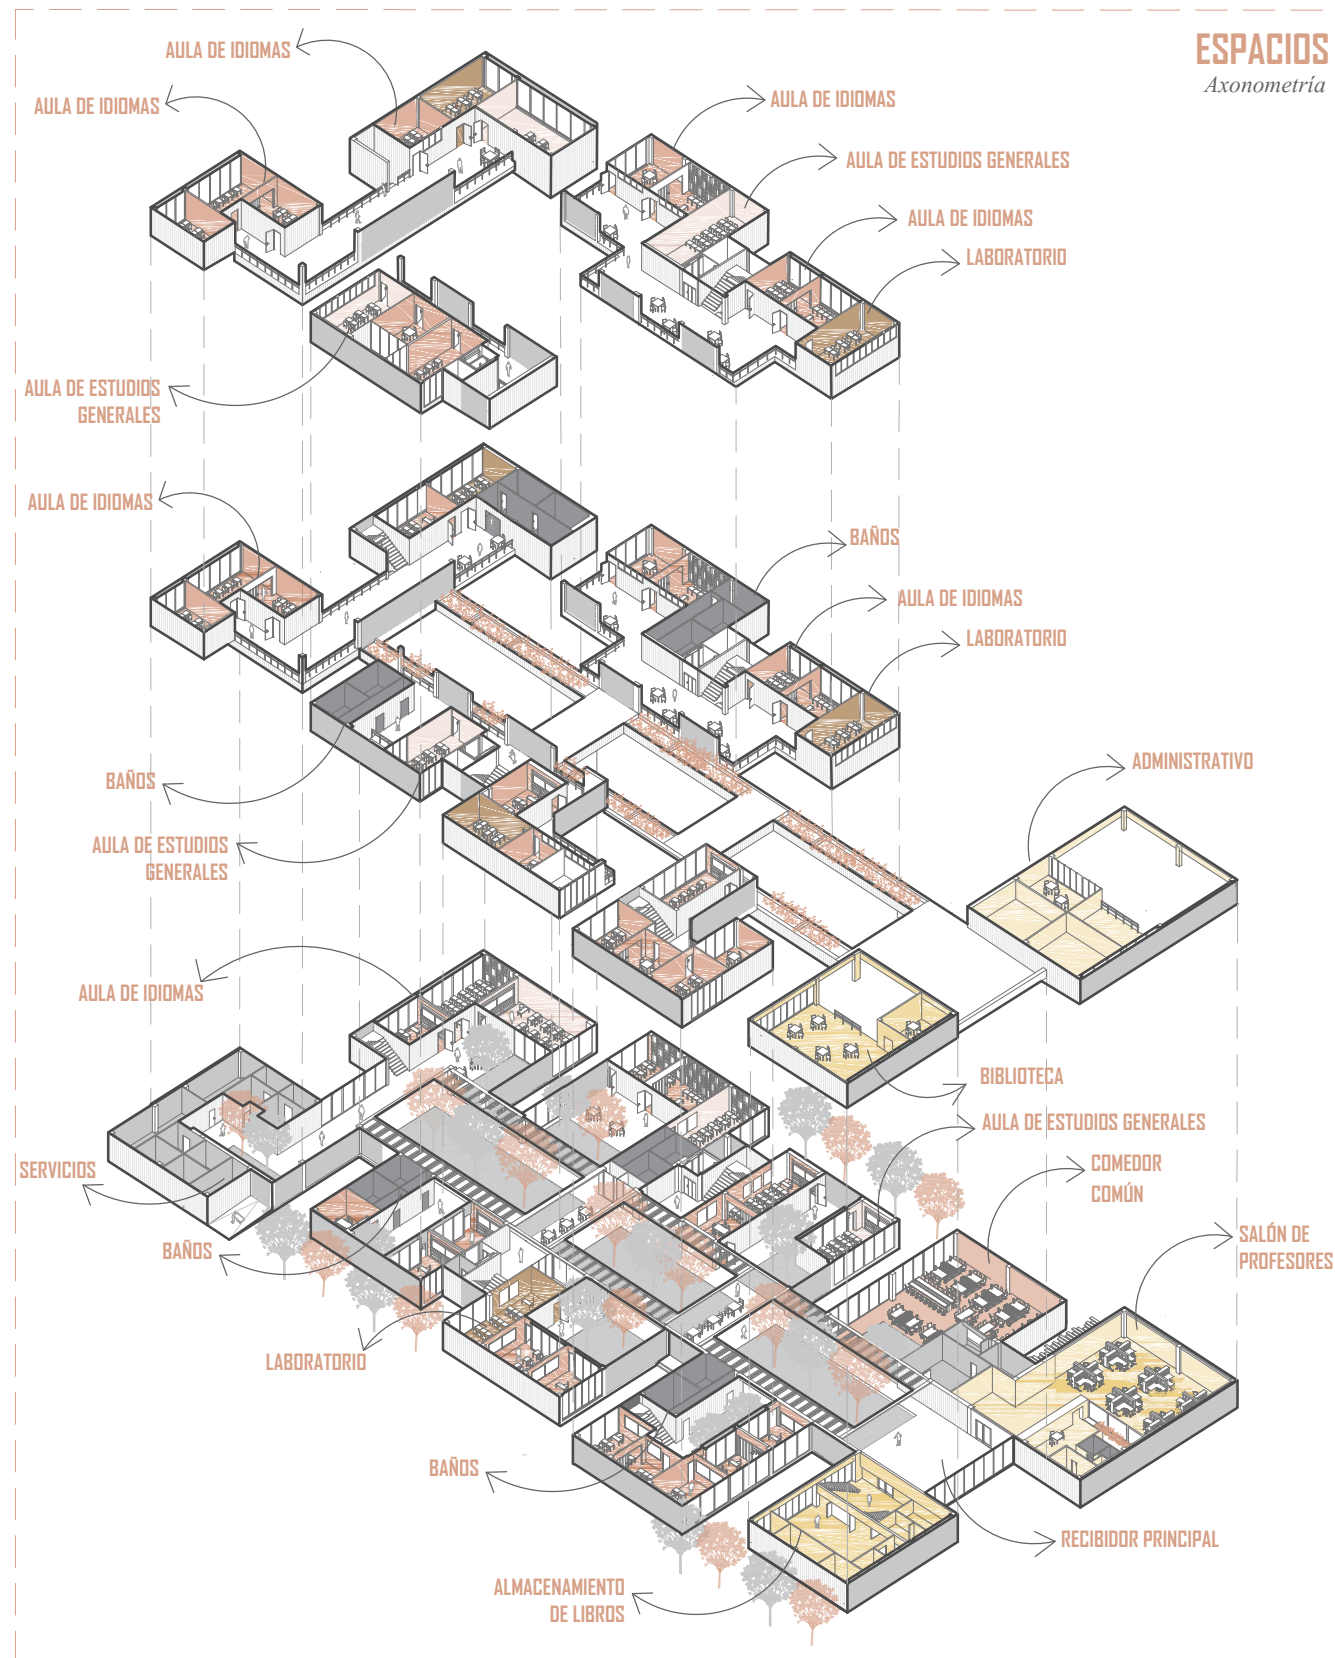 ESPACIOS
Axonometría
AULA DE IDIOMAS
AULA DE IDIOMAS
AULA DE IDIOMAS
AULA DE ESTUDIOS GENERALES
AULA DE IDIOMAS
LABORATORIO
AULA DE ESTUDIOS
GENERALES
AULA DE IDIOMAS
BAÑOS
AULA DE IDIOMAS
LABORATORIO
ADMINISTRATIVO
BAÑOS
AULA DE ESTUDIOS
GENERALES
AULA DE IDIOMAS
BIBLIOTECA
AULA DE ESTUDIOS GENERALES
COMEDOR
COMÚN
SERVICIOS
SALÓN DE
PROFESORES
BAÑOS
LABORATORIO
BAÑOS
RECIBIDOR PRINCIPAL
ALMACENAMIENTO
DE LIBROS